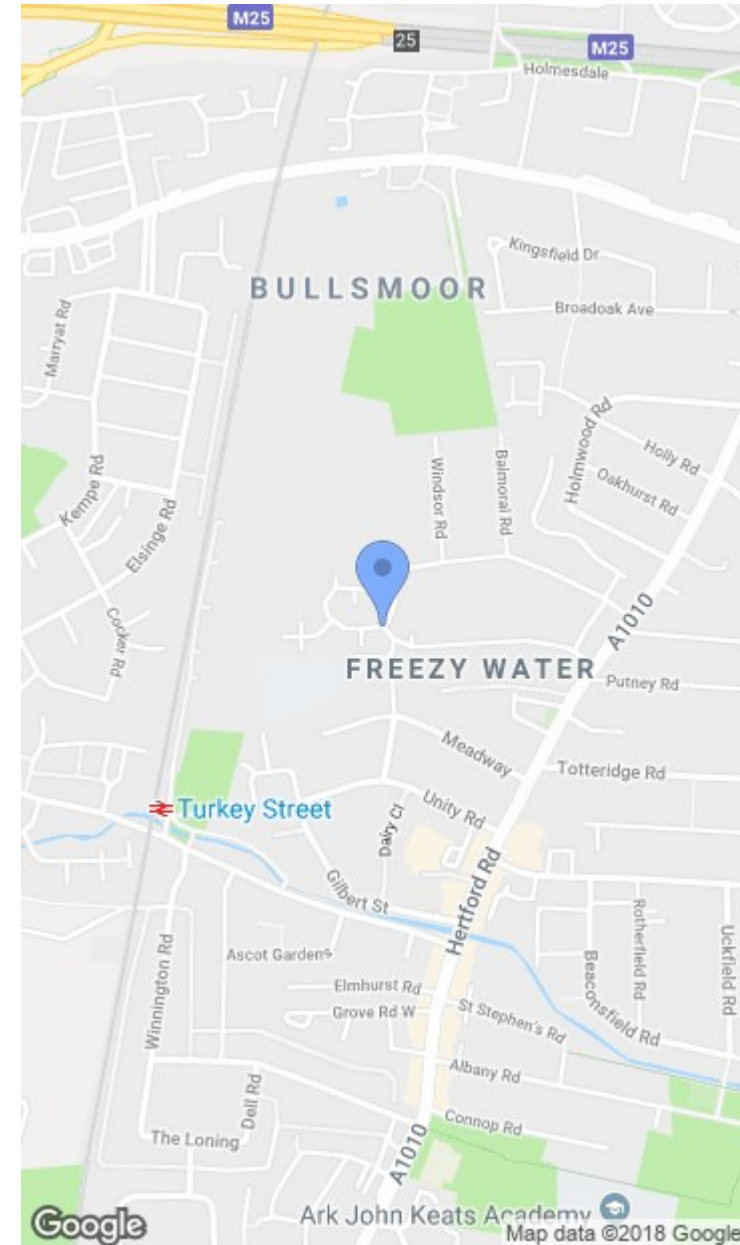 M25
25
M25
Holmesdale
Kingsfield Dr
BULLSMOOR
Broadoak Ave
Marryat Rd
Holmwood Rd
Holly Rd
Windsor Rd
Balmoral Rd
Kempe Rd
Oakhurst Rd
Elsinge Rd
A1010
Cocker Rd
FREEZY WATER
Putney Rd
Meadway
Totteridge Rd
Turkey Street
Unity Rd
Dairy Cl
Gilbert St
Hertford Rd
Rotherfield Rd
Uckfield Rd
Ascot Gardens
Beaconsfield Rd
Winnington Rd
Elmhurst Rd
Grove Rd W
St Stephen's Rd
Albany Rd
Dell Rd
Connop Rd
The Loning
A1010
Ark John Keats Academy
Google
Map data ©2018 Google